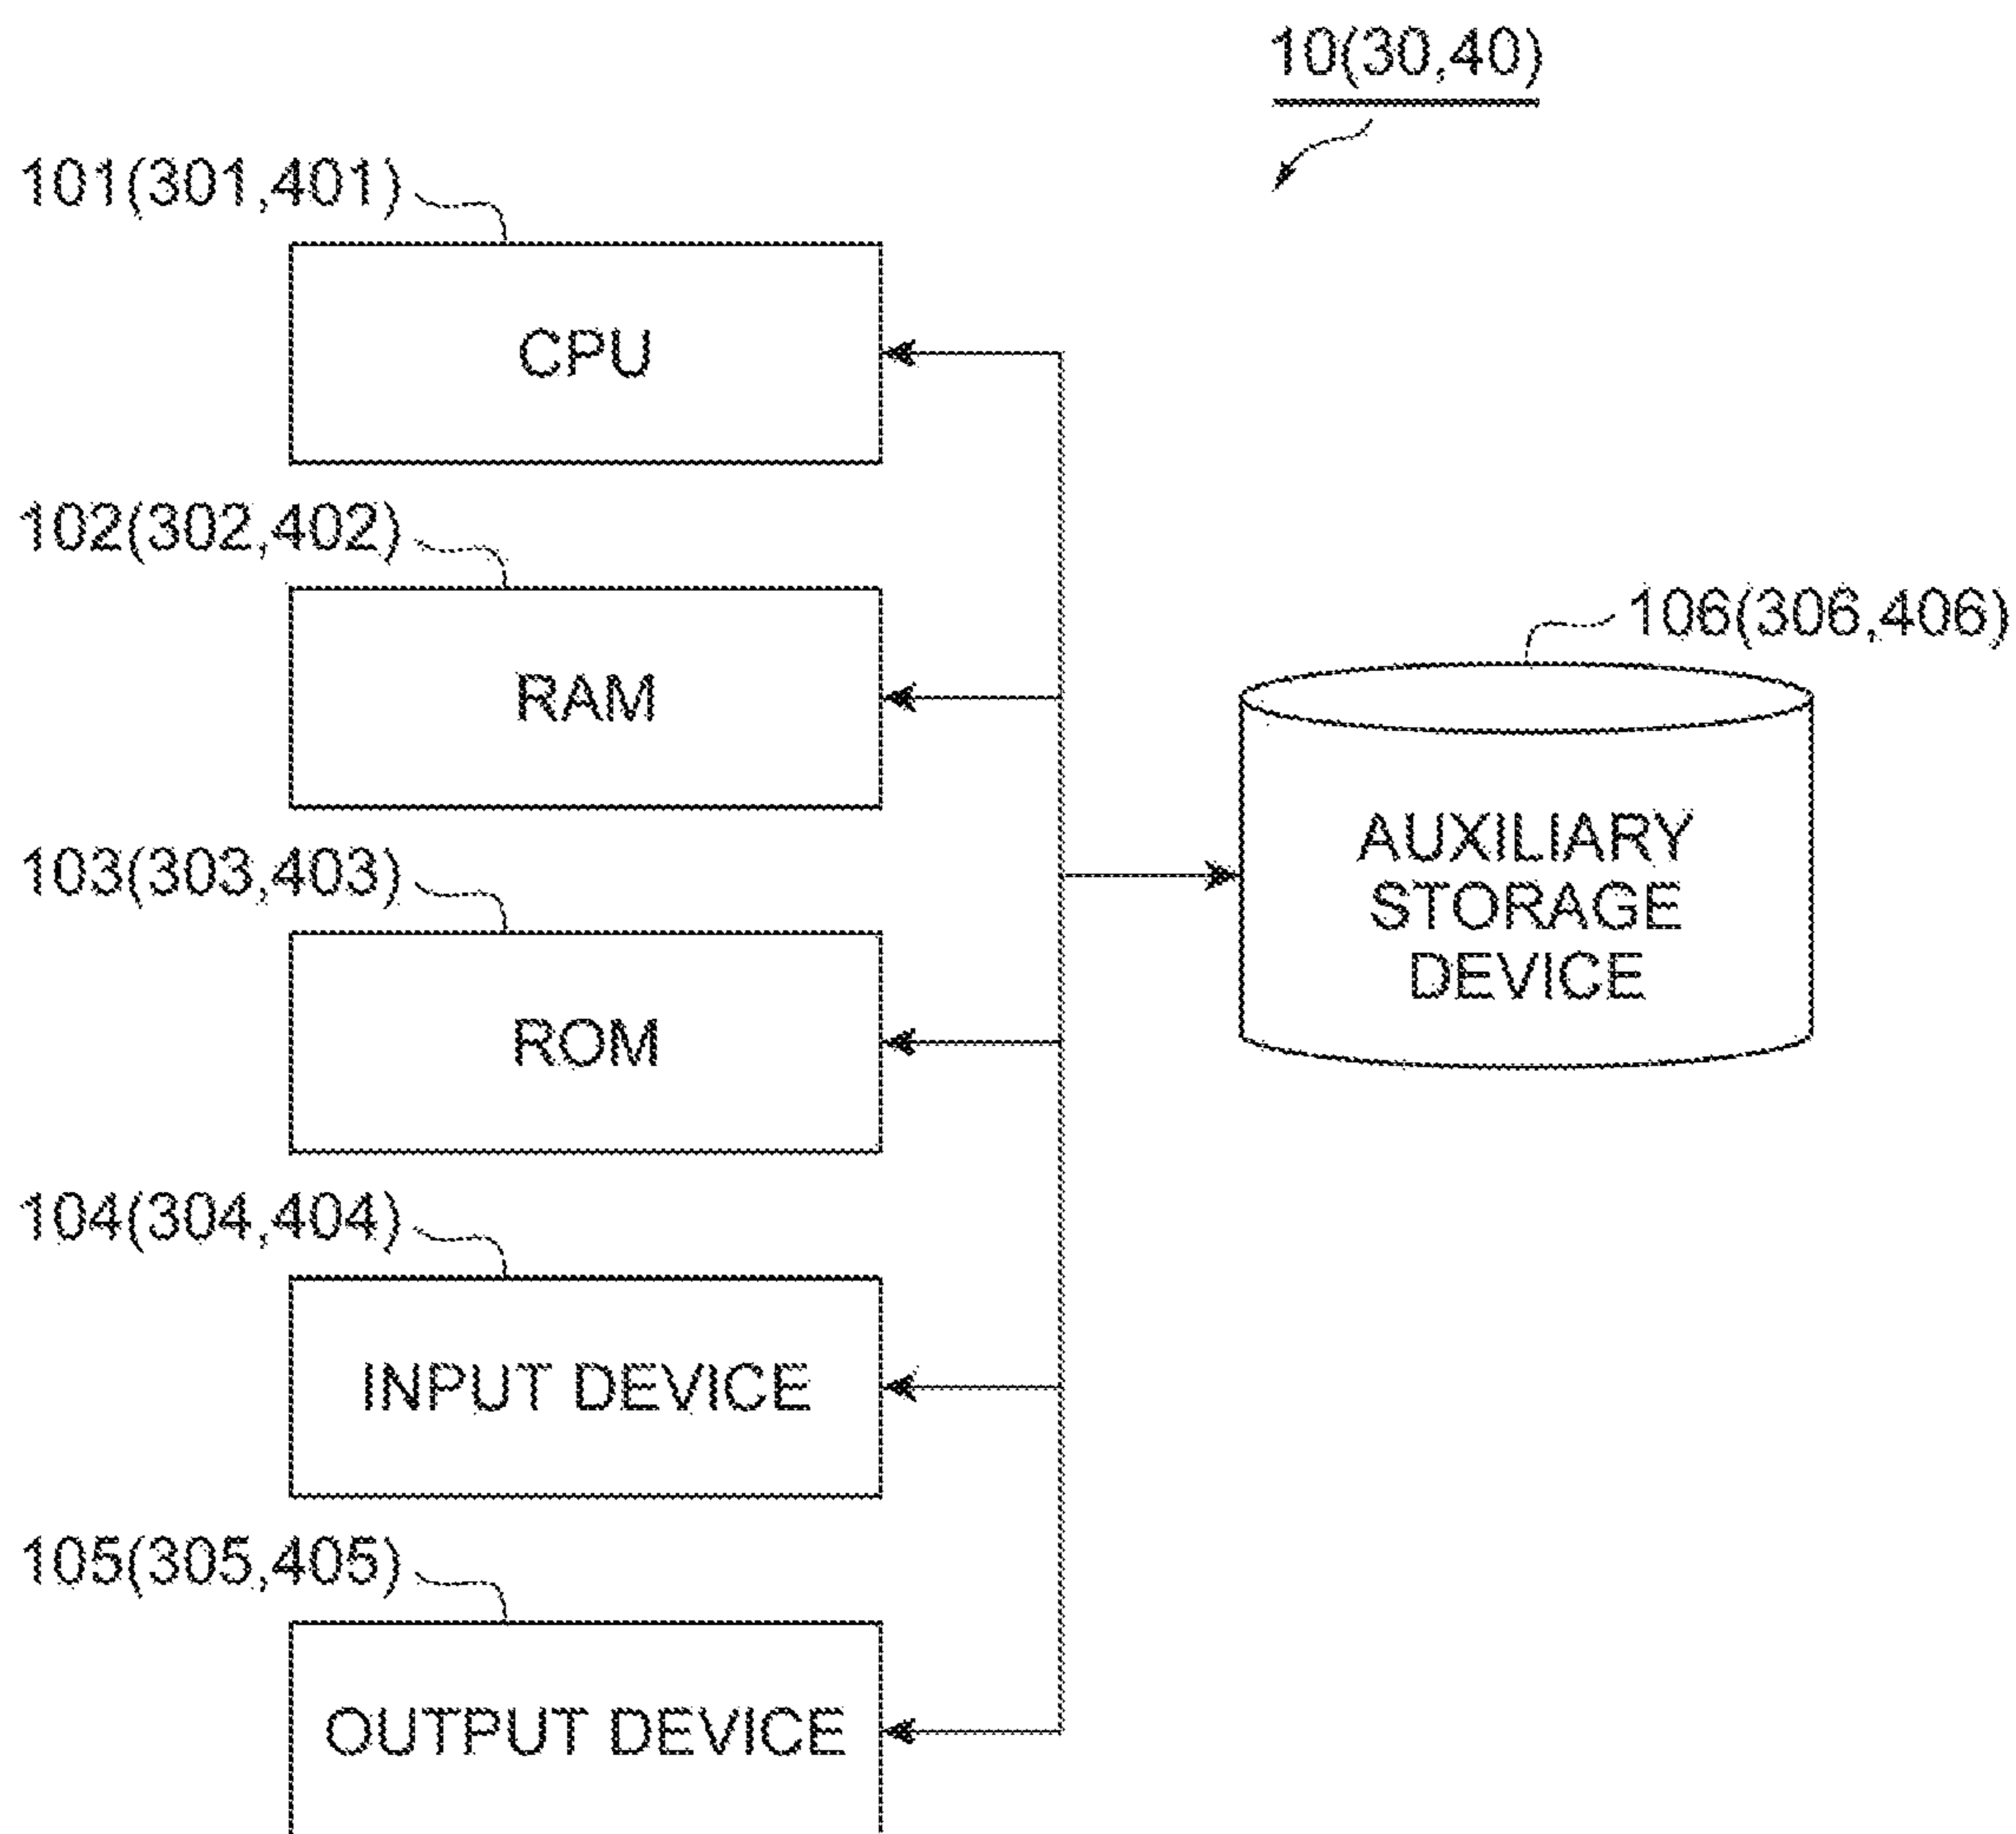 10(30,40)
101(301,401)
CPU
102(302,402)
RAM
106(306,406)
AUXILIARY
STORAGE
DEVICE
103(303,403)
ROM
104(304,404)
INPUT DEVICE
105(305,405)
OUTPUT DEVICE